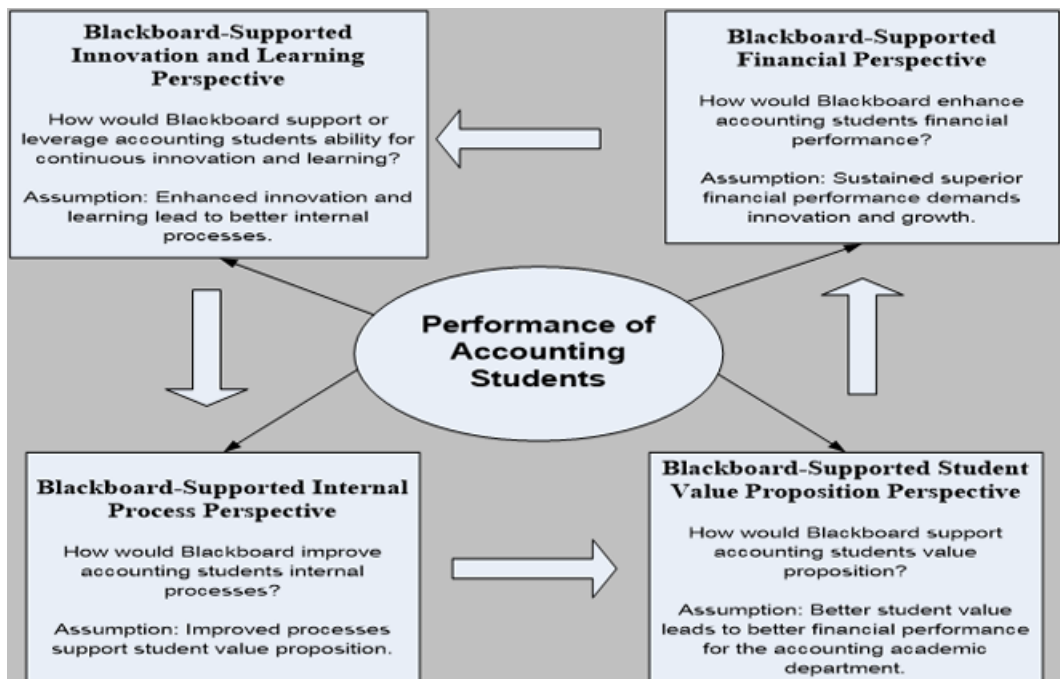 Blackboard-Supported
Innovation and Learning
Perspective
How would Blackboard support or
leverage accounting students ability for
continuous innovation and learning?
Assumption: Enhanced innovation and
learning lead to better internal
processes.
Blackboard-Supported
Financial Perspective
How would Blackboard enhance
accounting students financial
performance?
Assumption: Sustained superior
financial performance demands
innovation and growth.
Performance of
Accounting
Students
Blackboard-Supported Internal
Process Perspective
How would Blackboard improve
accounting students internal
processes?
Assumption: Improved processes
support student value proposition.
Blackboard-Supported Student
Value Proposition Perspective
How would Blackboard support
accounting students value
proposition?
Assumption: Better student value
leads to better financial performance
for the accounting academic
department.